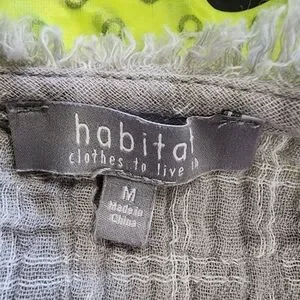 habitat
clothes to live in
M
Made in
China